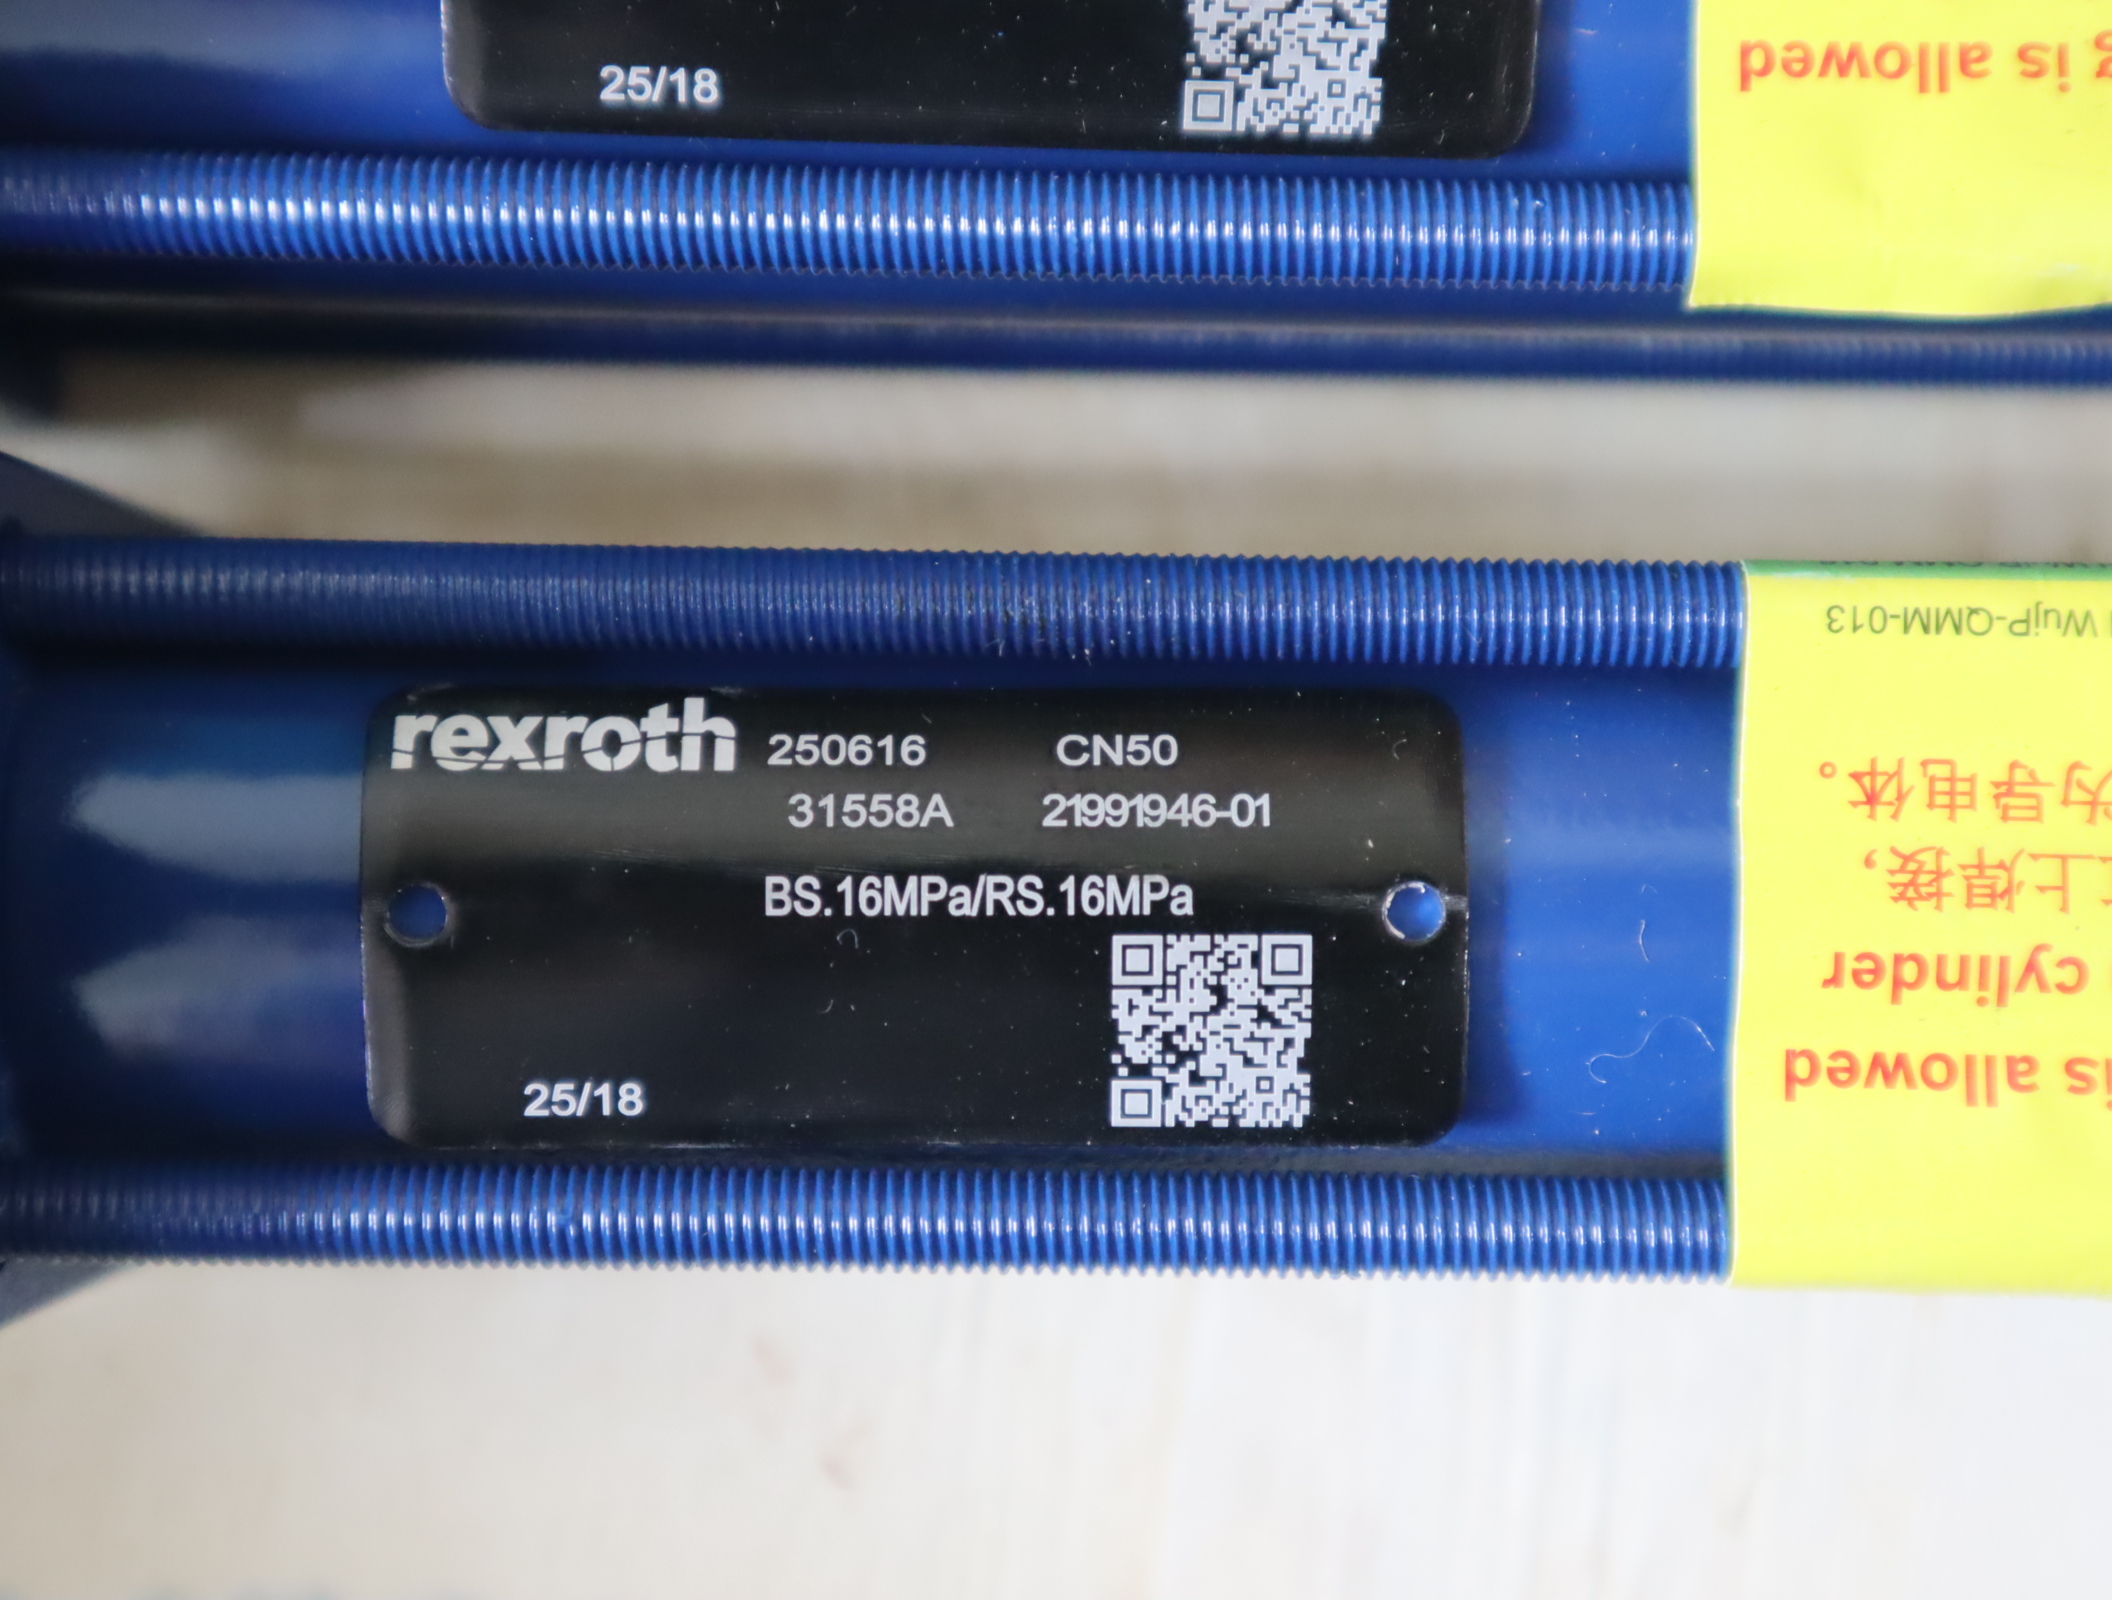 25/18
g is allowed
rexroth 250616 CN50
31558A 21991946-01
BS.16MPa/RS.16MPa
25/18
WujP-QMM-013
为导电体。
上焊接，
cylinder
is allowed